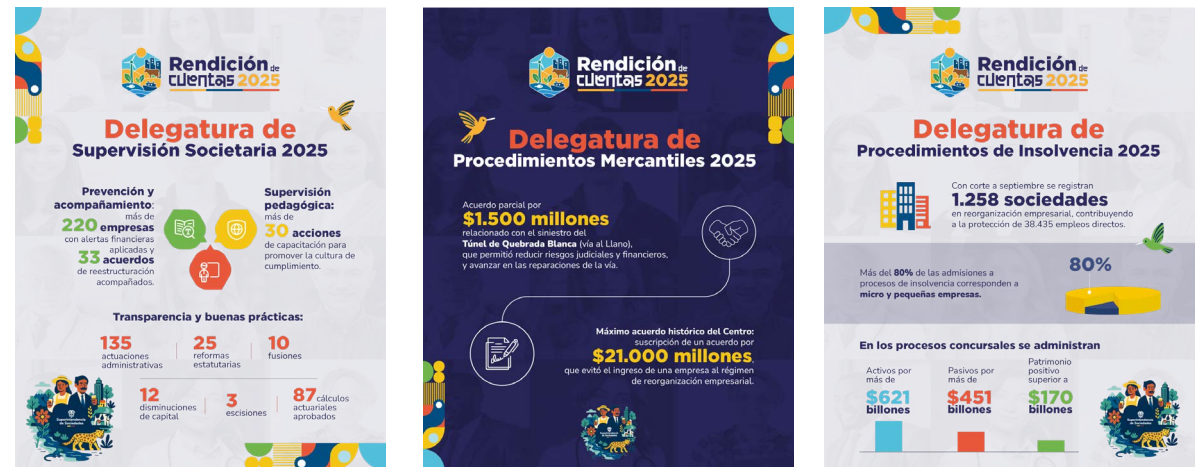 Rendición de
cuentas 2025
Delegatura de
Supervisión Societaria 2025
Prevención y
acompañamiento:
más de
220 empresas
con alertas financieras
aplicadas y
33 acuerdos
de reestructuración
acompañados.
Supervisión
pedagógica:
más de
30 acciones
de capacitación para
promover la cultura de
cumplimiento.
Transparencia y buenas prácticas:
135
actuaciones
administrativas
25
reformas
estatutarias
10
fusiones
12
disminuciones
de capital
3
escisiones
87 cálculos
actuariales
aprobados
Superintendencia
de Sociedades
Rendición de
cuentas 2025
Delegatura de
Procedimientos Mercantiles 2025
Acuerdo parcial por
$1.500 millones
relacionado con el siniestro del
Túnel de Quebrada Blanca (vía al Llano),
que permitió reducir riesgos judiciales y financieros,
y avanzar en las reparaciones de la vía.
Máximo acuerdo histórico del Centro:
suscripción de un acuerdo por
$21.000 millones,
que evitó el ingreso de una empresa al régimen
de reorganización empresarial.
Superintendencia
de Sociedades
Rendición de
cuentas 2025
Delegatura de
Procedimientos de Insolvencia 2025
Con corte a septiembre se registran
1.258 sociedades
en reorganización empresarial, contribuyendo
a la protección de 38.435 empleos directos.
Más del 80% de las admisiones a
procesos de insolvencia corresponden a
micro y pequeñas empresas.
80%
En los procesos concursales se administran
Activos por
más de
$621
billones
Pasivos por
más de
$451
billones
Patrimonio
positivo
superior a
$170
billones
Superintendencia
de Sociedades